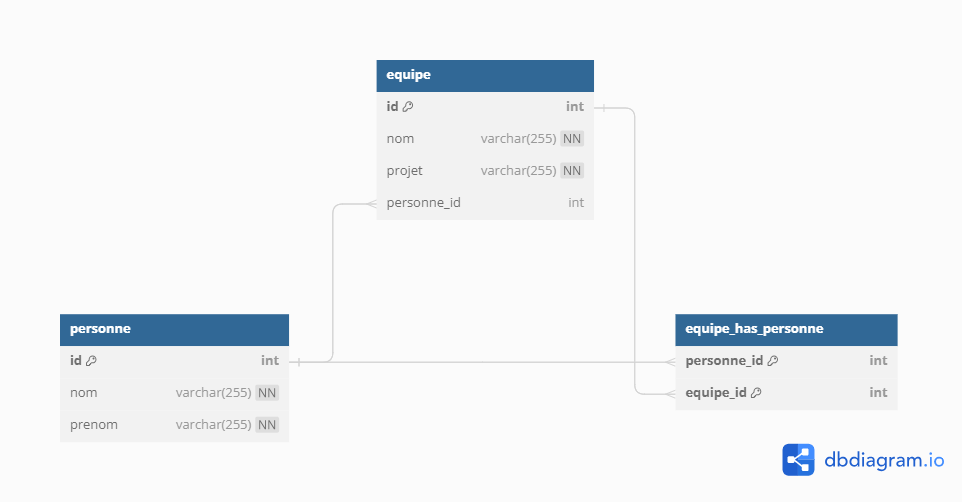 equipe
id int
nom varchar(255) NN
projet varchar(255) NN
personne_id int
personne
id int
nom varchar(255) NN
prenom varchar(255) NN
equipe_has_personne
personne_id int
equipe_id int
dbdiagram.io